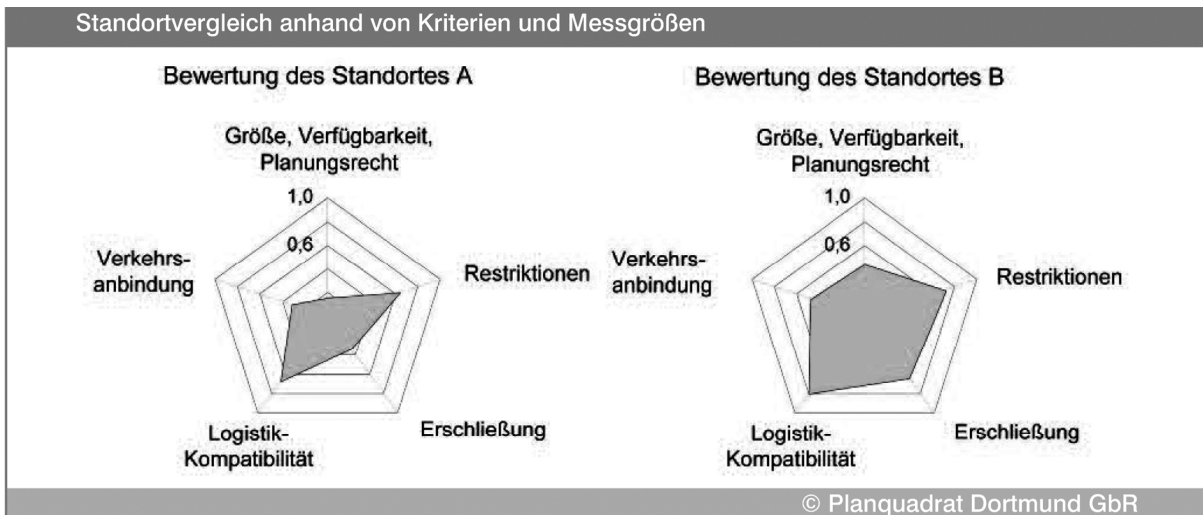 Standortvergleich anhand von Kriterien und Messgrößen
Bewertung des Standortes A
Größe, Verfügbarkeit,
Planungsrecht
1,0
0,6
Verkehrs-
anbindung
Restriktionen
Logistik-
Kompatibilität
Erschließung
Bewertung des Standortes B
Größe, Verfügbarkeit,
Planungsrecht
1,0
0,6
Verkehrs-
anbindung
Restriktionen
Logistik-
Kompatibilität
Erschließung
© Planquadrat Dortmund GbR